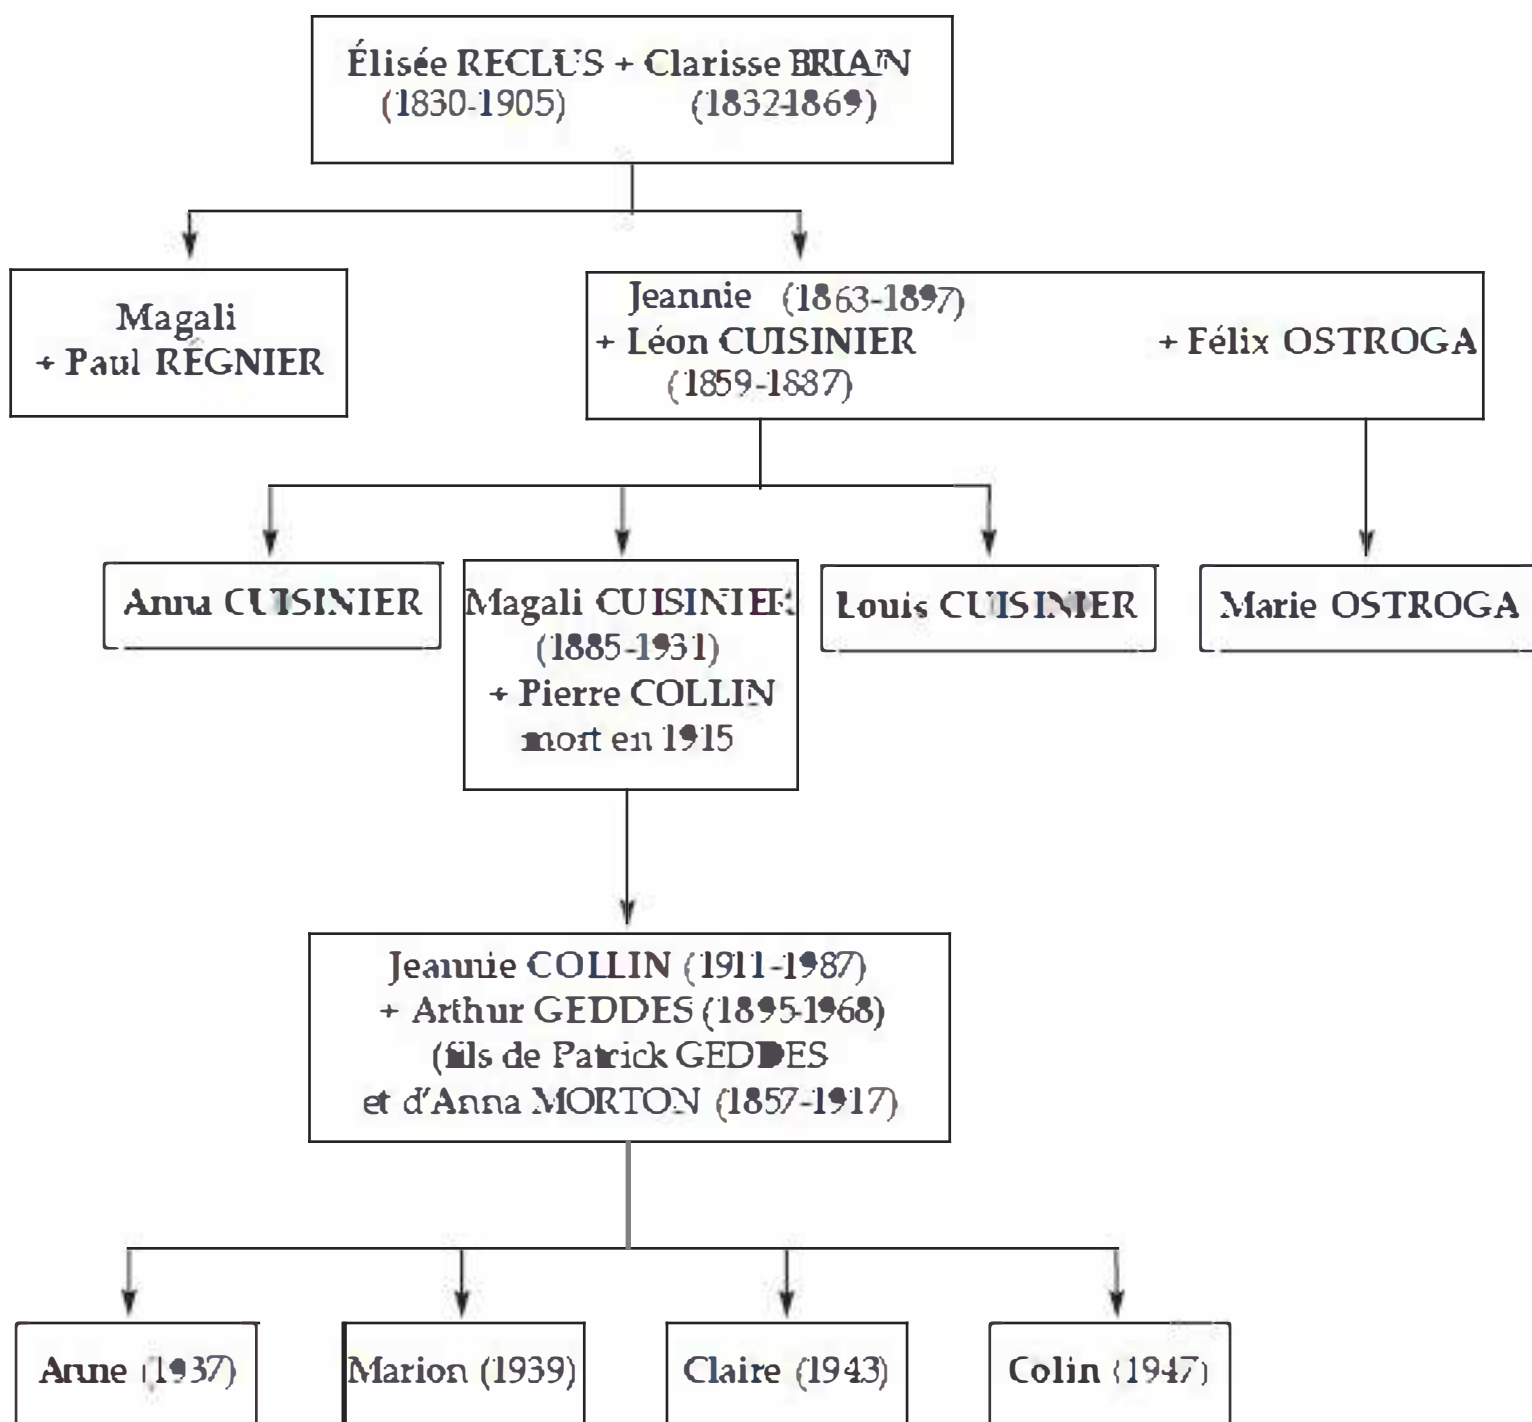 Élisée RECLUS + Clarisse BRIAN
(1830-1905) (1832-1869)
Magali
+ Paul RÉGNIER
Jeannie (1863-1897)
+ Léon CUISINIER + Félix OSTROGA
(1859-1887)
Anna CUISINIER
Magali CUISINIER
(1885-1931)
+ Pierre COLLIN
mort en 1915
Louis CUISINIER
Marie OSTROGA
Jeannie COLLIN (1911-1987)
+ Arthur GEDDES (1895-1968)
(fils de Patrick GEDDES
et d'Anna MORTON (1857-1917)
Anne (1937)
Marion (1939)
Claire (1943)
Colin (1947)